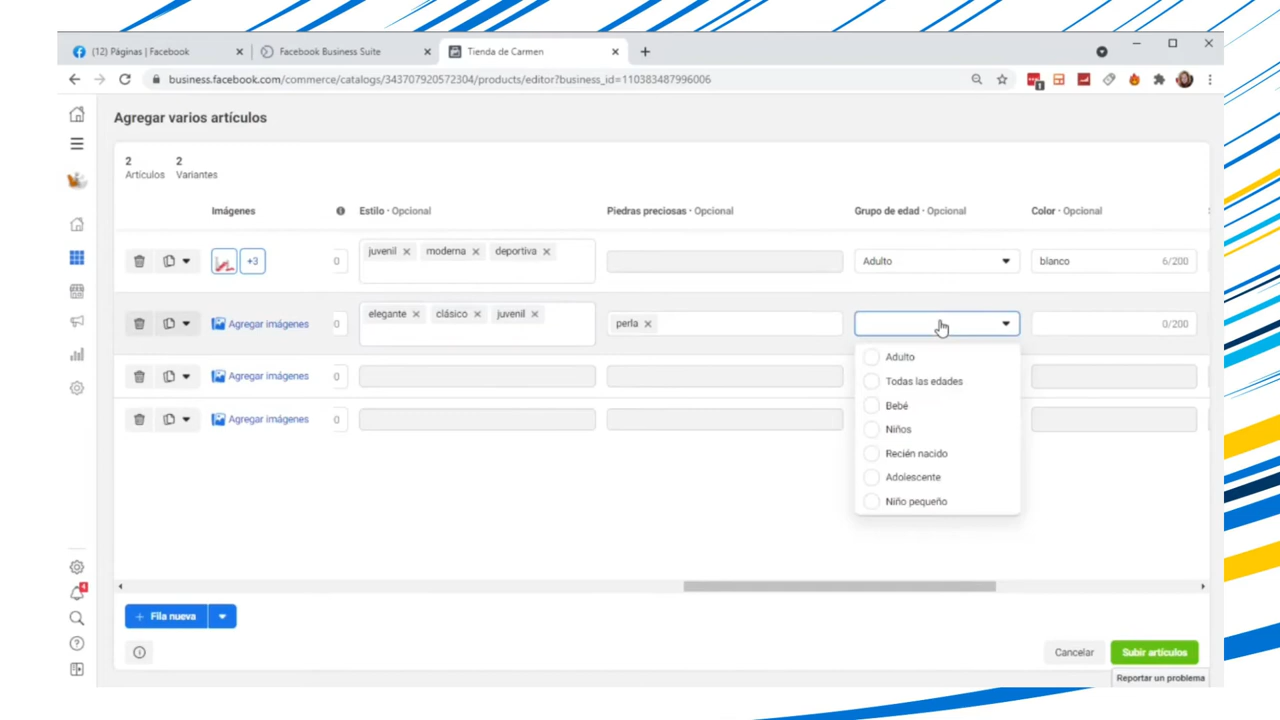 (12) Páginas | Facebook
Facebook Business Suite
Tienda de Carmen
business.facebook.com/commerce/catalogs/343707920572304/products/editor?business_id=110383487996006
1
Agregar varios artículos
2 2
Artículos Variantes
Imágenes Estilo · Opcional Piedras preciosas · Opcional Grupo de edad · Opcional Color · Opcional
+3 0 juvenil moderna deportiva Adulto blanco 6/200
Agregar imágenes 0 elegante clásico juvenil perla 0/200
Adulto
Agregar imágenes 0
Todas las edades
Bebé
Agregar imágenes 0
Niños
Recién nacido
Adolescente
Niño pequeño
4
+ Fila nueva
Cancelar Subir artículos
Reportar un problema